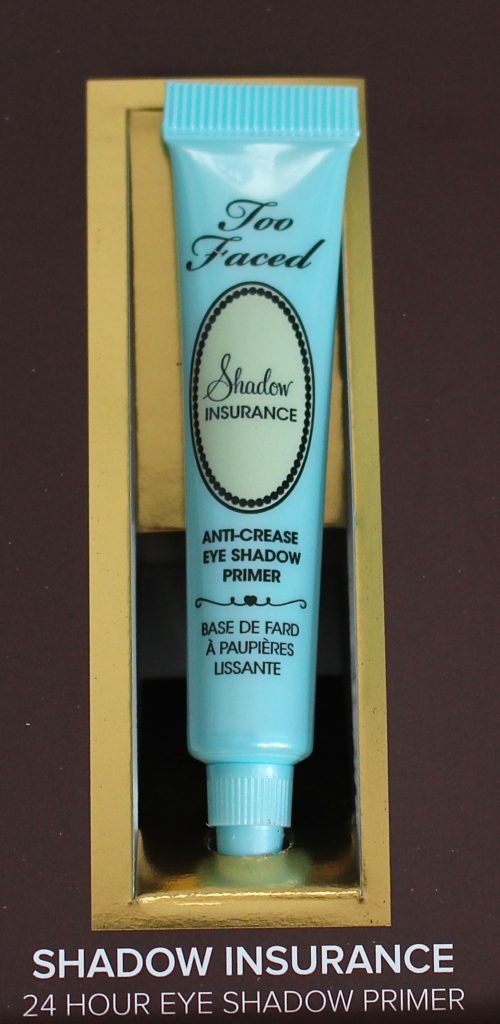 Too
Faced
Shadow
INSURANCE
ANTI-CREASE
EYE SHADOW
PRIMER
BASE DE FARD
À PAUPIÈRES
LISSANTE
SHADOW INSURANCE
24 HOUR EYE SHADOW PRIMER